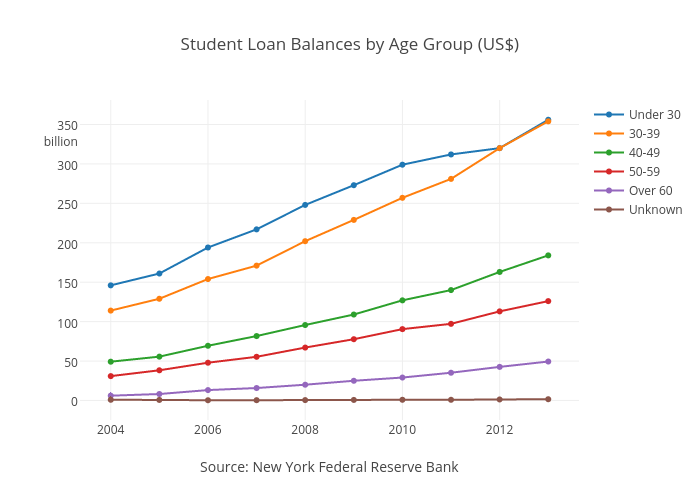 Student Loan Balances by Age Group (US$)
350
billion
300
250
200
150
100
50
0
2004
2006
2008
2010
2012
Under 30
30-39
40-49
50-59
Over 60
Unknown
Source: New York Federal Reserve Bank